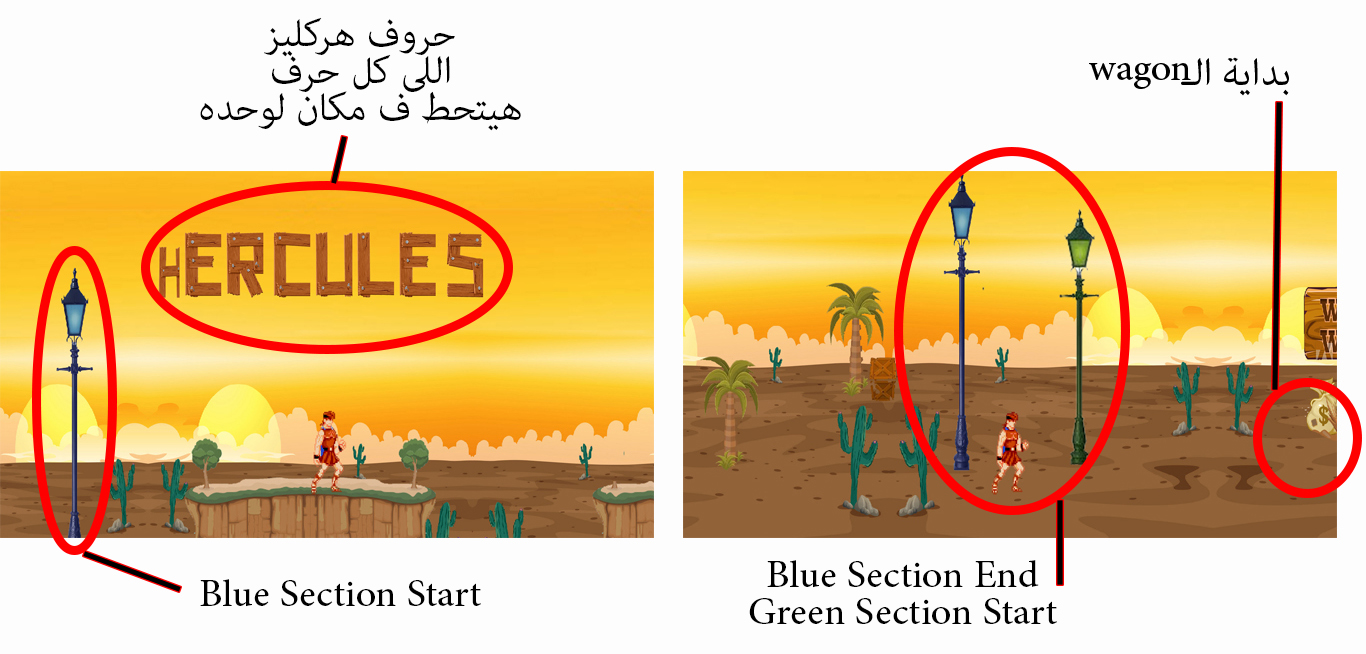 حروف هركليز
اللى كل حرف
هيتحط ف مكان لوحده
HERCULES
Blue Section Start
بداية الـwagon
W
W
$
Blue Section End
Green Section Start